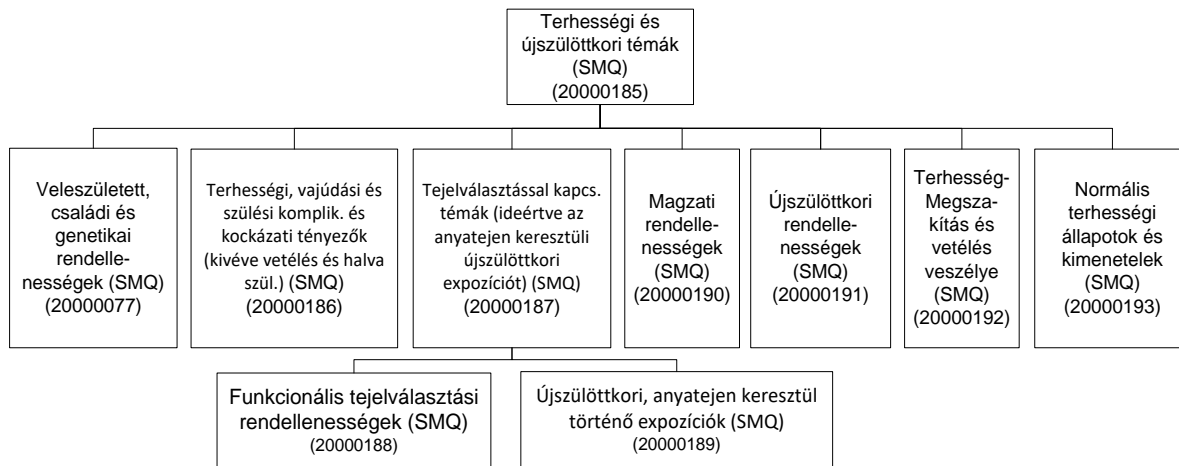 Terhességi és
újszülöttkori témák
(SMQ)
(20000185)
Veleszületett,
családi és
genetikai
rendelle-
nességek (SMQ)
(20000077)
Terhességi, vajúdási és
szülési komplik. és
kockázati tényezők
(kivéve vetélés és halva
szül.) (SMQ)
(20000186)
Tejelválasztással kapcs.
témák (ideértve az
anyatejen keresztüli
újszülöttkori
expozíciót) (SMQ)
(20000187)
Magzati
rendelle-
nességek
(SMQ)
(20000190)
Újszülöttkori
rendelle-
nességek
(SMQ)
(20000191)
Terhesség-
Megsza-
kítás és
vetélés
veszélye
(SMQ)
(20000192)
Normális
terhességi
állapotok és
kimenetelek
(SMQ)
(20000193)
Funkcionális tejelválasztási
rendellenességek (SMQ)
(20000188)
Újszülöttkori, anyatejen keresztül
történő expozíciók (SMQ)
(20000189)